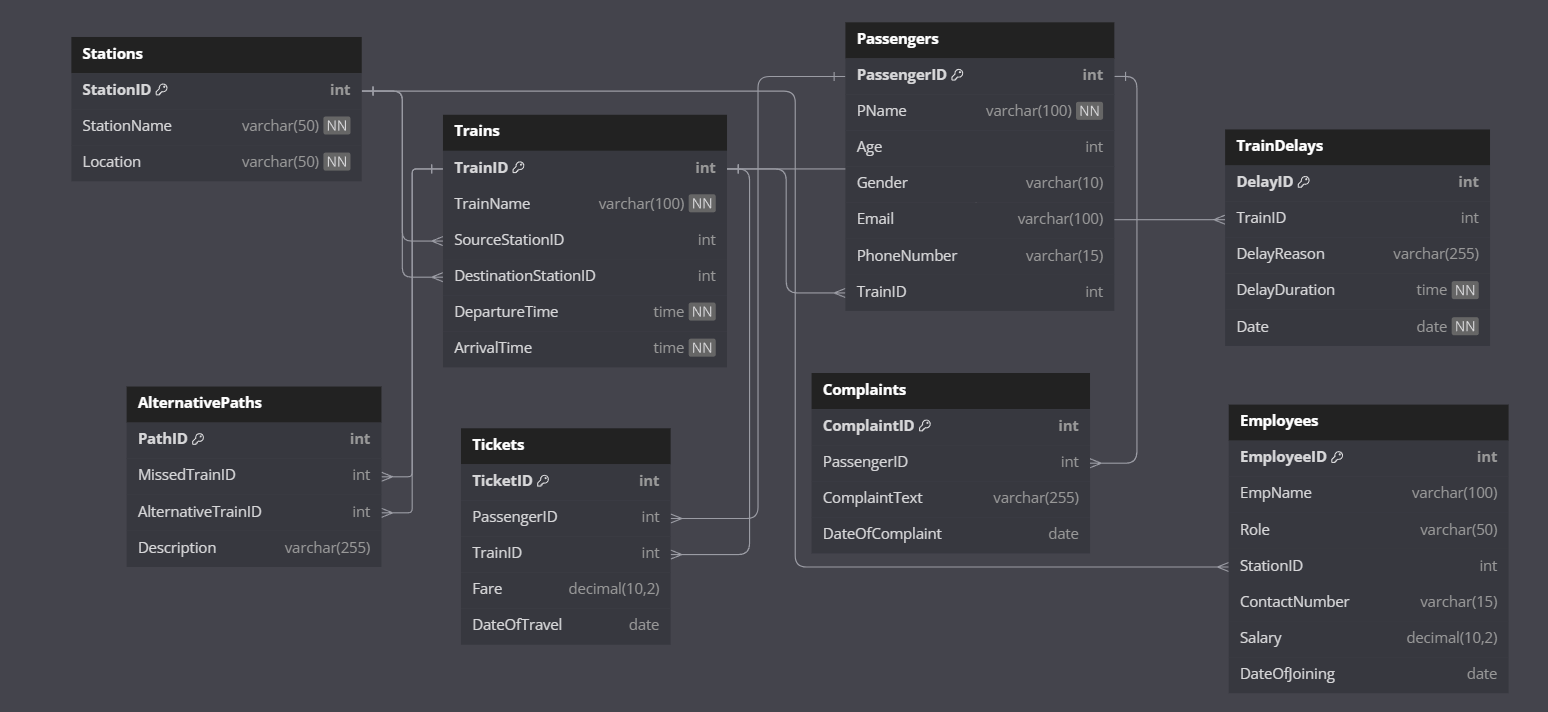 Stations
StationID int
StationName varchar(50) NN
Location varchar(50) NN
Trains
TrainID int
TrainName varchar(100) NN
SourceStationID int
DestinationStationID int
DepartureTime time NN
ArrivalTime time NN
Passengers
PassengerID int
PName varchar(100) NN
Age int
Gender varchar(10)
Email varchar(100)
PhoneNumber varchar(15)
TrainID int
TrainDelays
DelayID int
TrainID int
DelayReason varchar(255)
DelayDuration time NN
Date date NN
AlternativePaths
PathID int
MissedTrainID int
AlternativeTrainID int
Description varchar(255)
Tickets
TicketID int
PassengerID int
TrainID int
Fare decimal(10,2)
DateOfTravel date
Complaints
ComplaintID int
PassengerID int
ComplaintText varchar(255)
DateOfComplaint date
Employees
EmployeeID int
EmpName varchar(100)
Role varchar(50)
StationID int
ContactNumber varchar(15)
Salary decimal(10,2)
DateOfJoining date